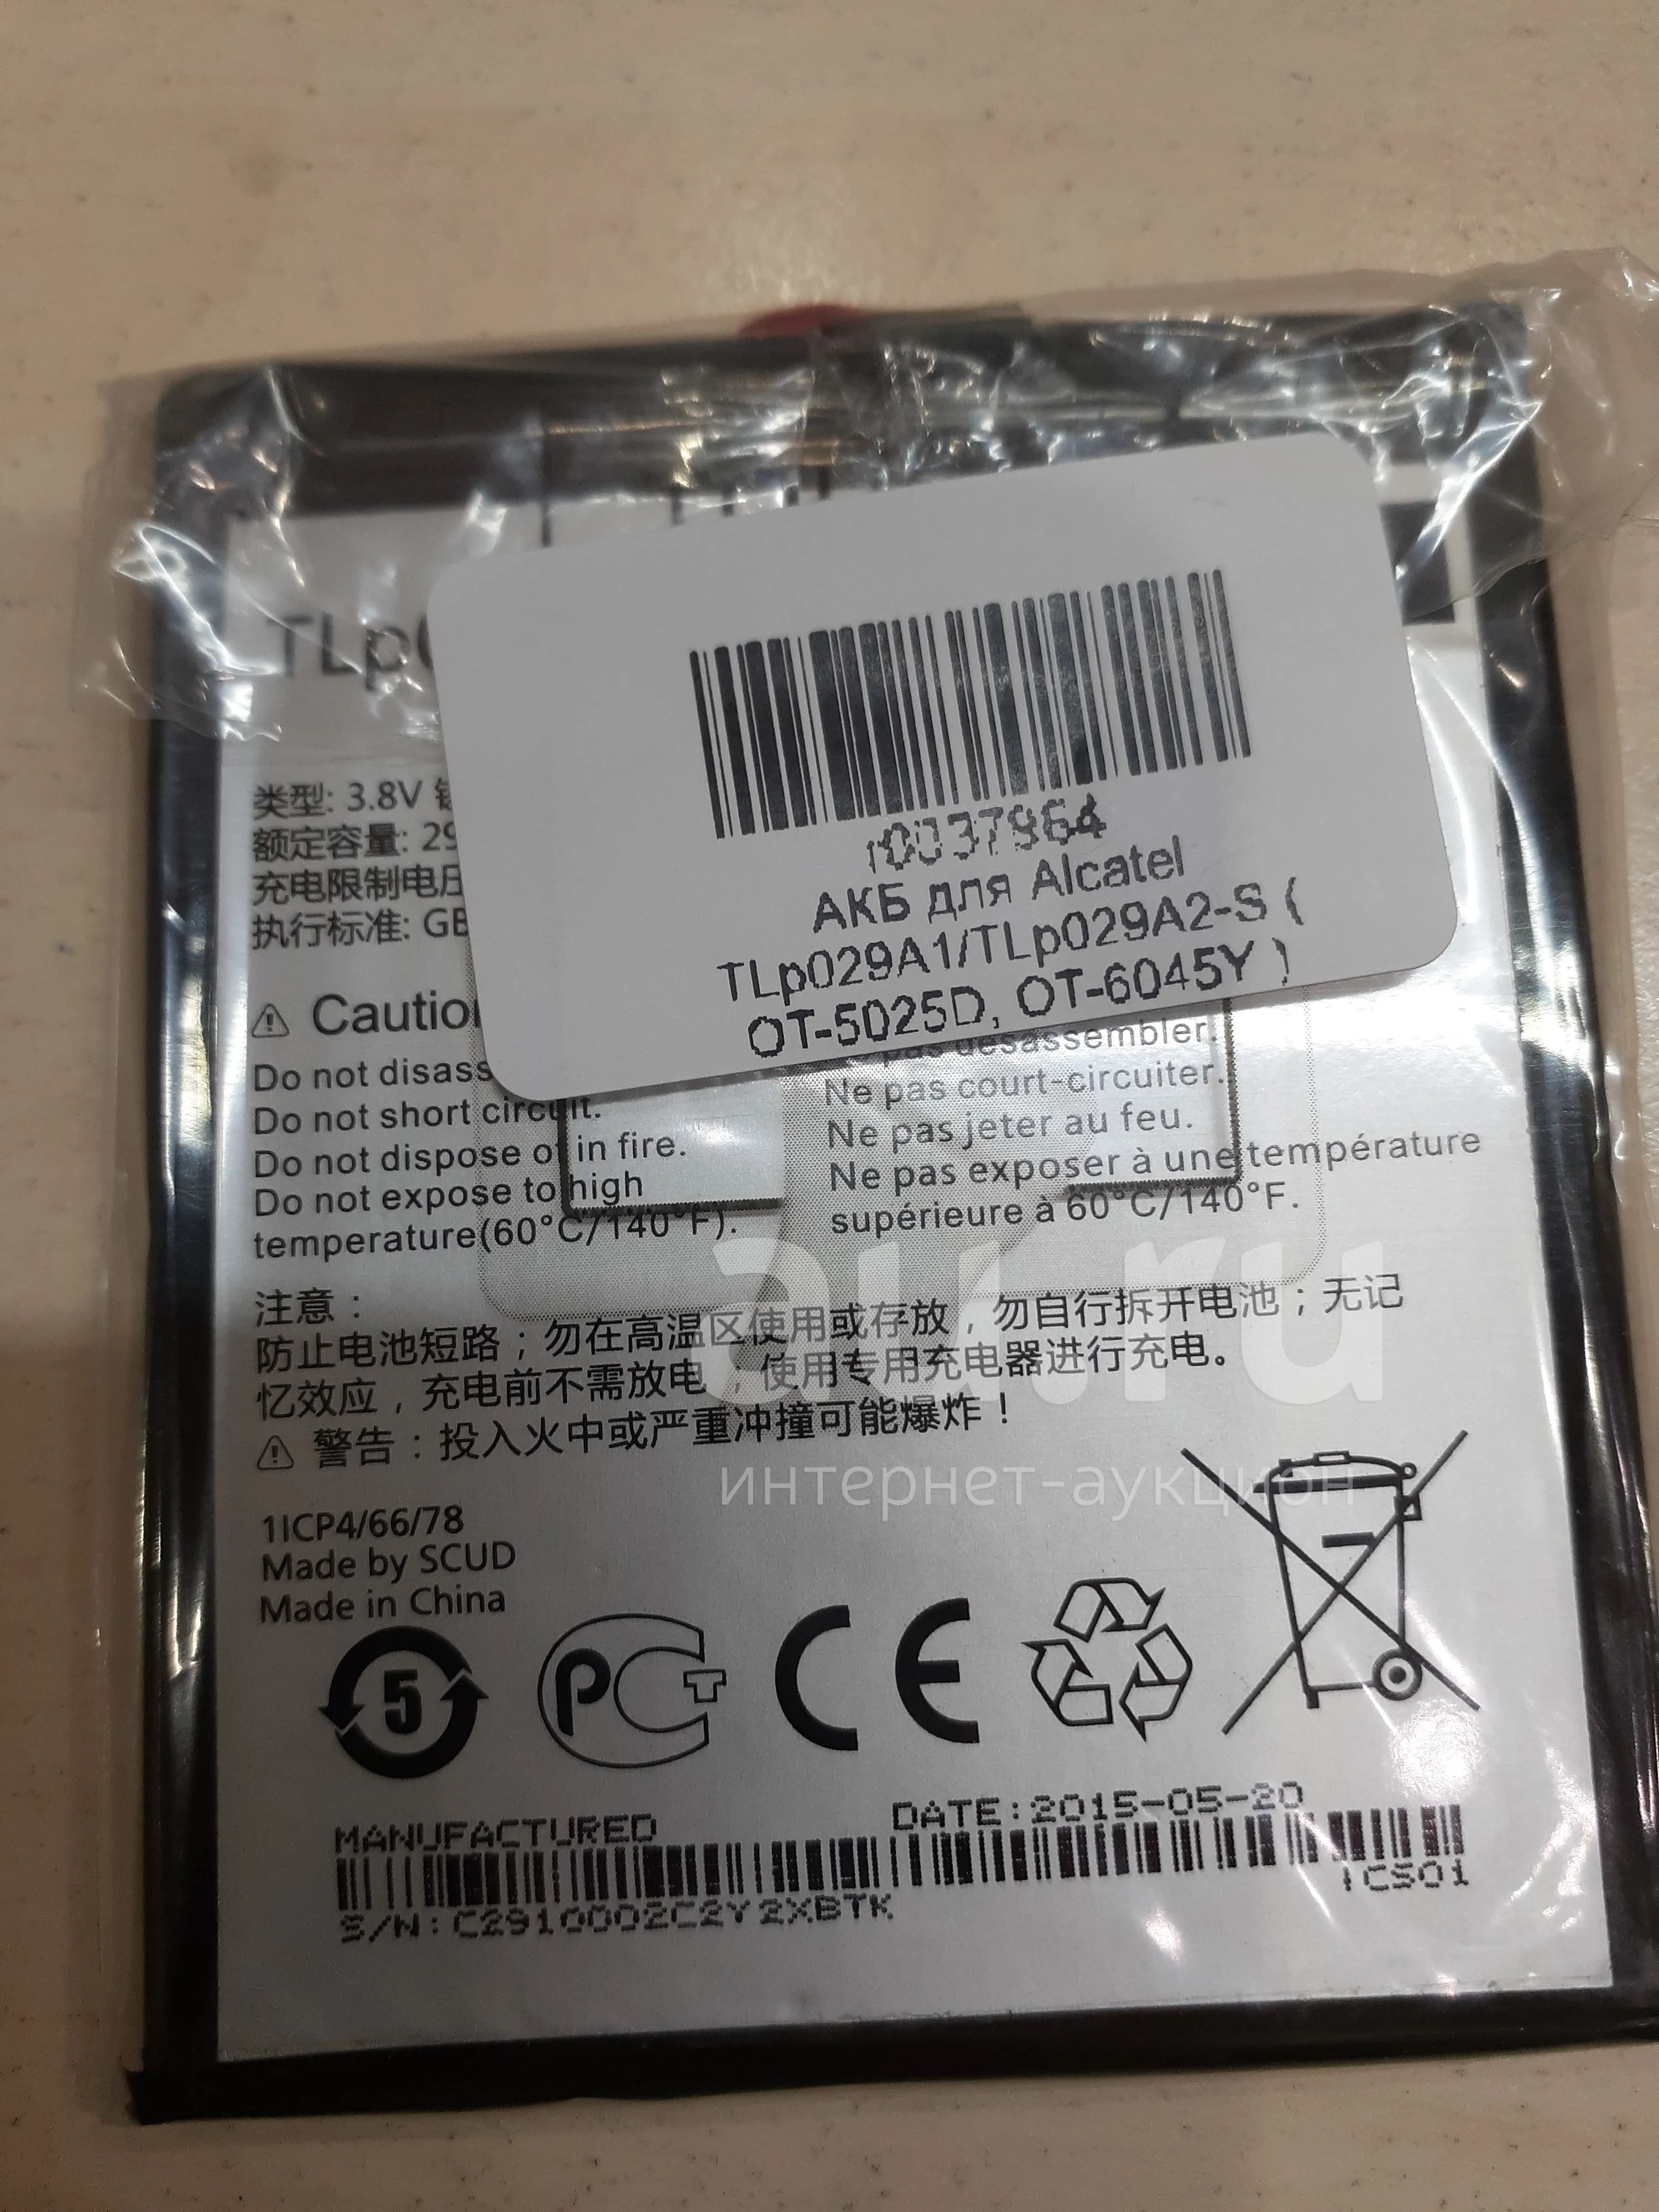 TLp
r0037964
АКБ для Alcatel
TLp029A1/TLp029A2-S (
OT-5025D, OT-6045Y )
类型: 3.8V
额定容量: 29
充电限制电压
执行标准: GB
Caution
Do not disass
Do not short circuit.
Do not dispose of in fire.
Do not expose to high
temperature(60°C/140°F).
pas désassembler.
Ne pas court-circuiter.
Ne pas jeter au feu.
Ne pas exposer à une température
supérieure à 60°C/140°F.
注意：
防止电池短路；勿在高温区使用或存放，勿自行拆开电池；无记
忆效应，充电前不需放电，使用专用充电器进行充电。
警告：投入火中或严重冲撞可能爆炸！
au.ru
интернет-аукцион
1ICP4/66/78
Made by SCUD
Made in China
5
РСТ
CE
MANUFACTURED DATE:2015-05-20
ICS01
S/N:C2910002C2Y2XBTK